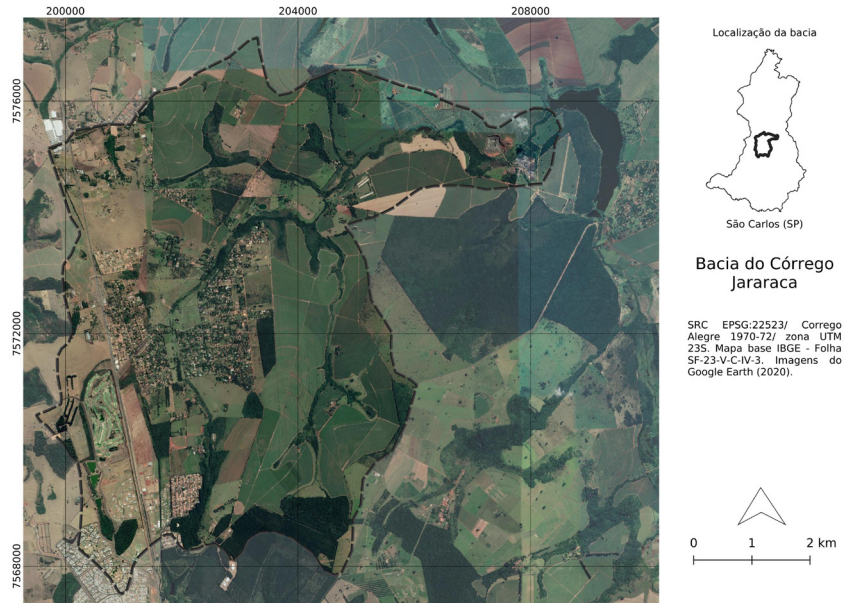 200000
204000
208000
7576000
7572000
7568000
Localização da bacia
São Carlos (SP)
Bacia do Córrego
Jararaca
SRC EPSG:22523/ Corrego
Alegre 1970-72/ zona UTM
23S. Mapa base IBGE - Folha
SF-23-V-C-IV-3. Imagens do
Google Earth (2020).
0
1
2 km